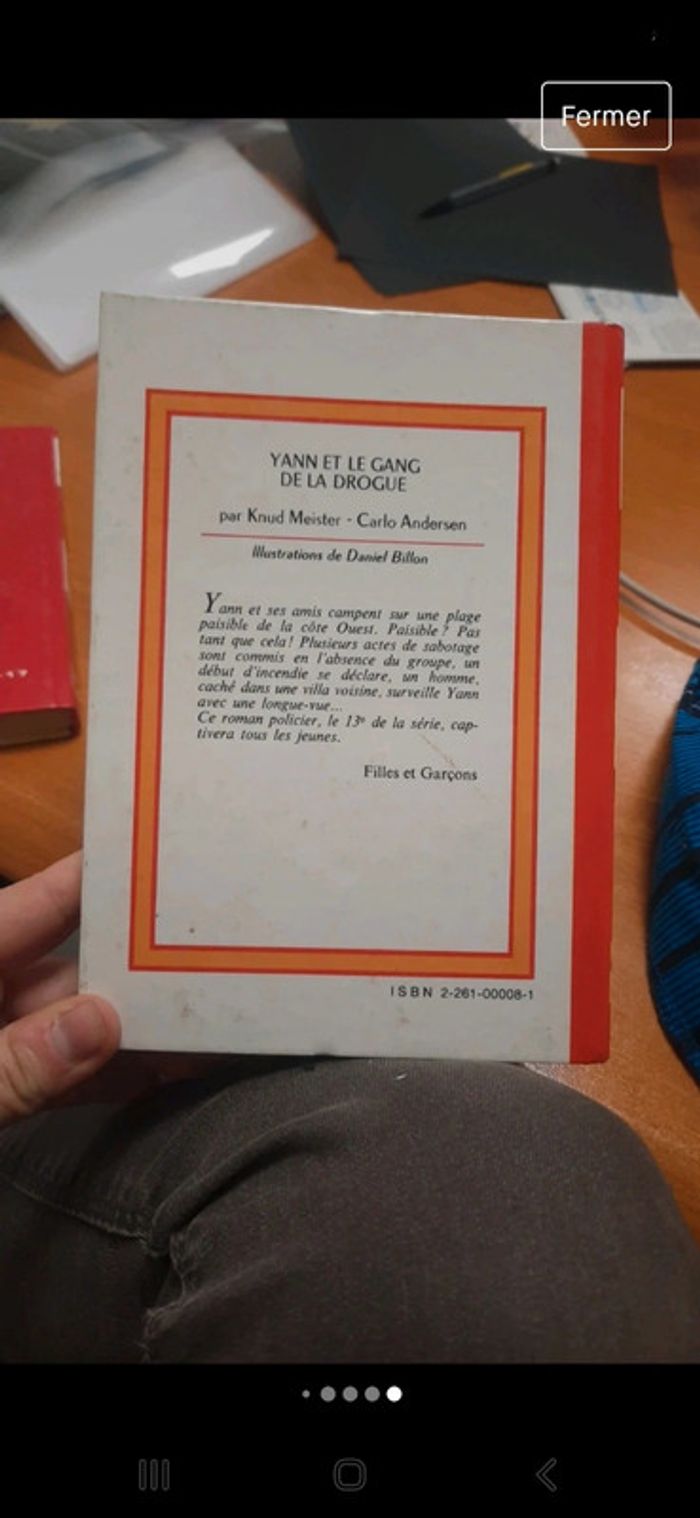 Fermer
YANN ET LE GANG
DE LA DROGUE
par Knud Meister - Carlo Andersen
Illustrations de Daniel Billon
Yann et ses amis campent sur une plage
paisible de la côte Ouest. Paisible ? Pas
tant que cela ! Plusieurs actes de sabotage
sont commis en l'absence du groupe, un
début d'incendie se déclare, un homme,
caché dans une villa voisine, surveille Yann
avec une longue-vue...
Ce roman policier, le 13e de la série, cap-
tivera tous les jeunes.
Filles et Garçons
ISBN 2-261-00008-1